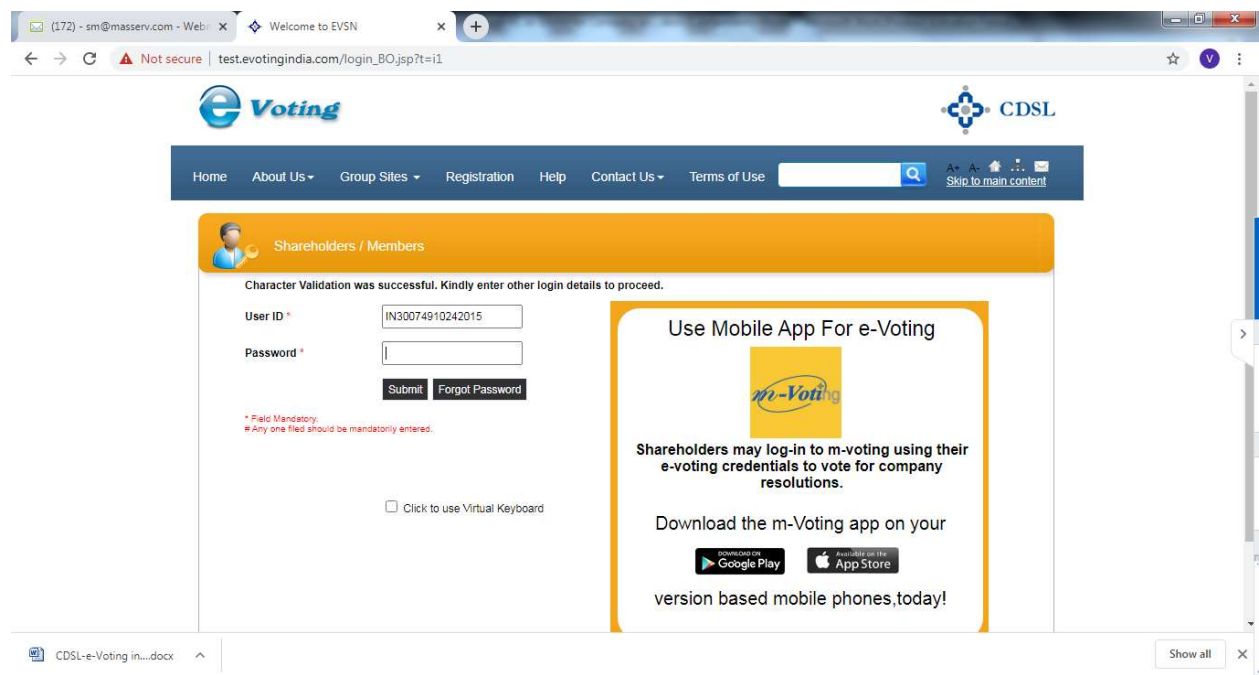 (172) - sm@masserv.com - Web
Welcome to EVSN
Not secure | test.evotingindia.com/login_BO.jsp?t=i1
V
e Voting
CDSL
Home About Us Group Sites Registration Help Contact Us Terms of Use
A+ A-
Skip to main content
Shareholders / Members
Character Validation was successful. Kindly enter other login details to proceed.
User ID * IN30074910242015
Password *
Submit Forgot Password
* Field Mandatory.
# Any one filed should be mandatorily entered.
Click to use Virtual Keyboard
Use Mobile App For e-Voting
m-Voting
Shareholders may log-in to m-voting using their
e-voting credentials to vote for company
resolutions.
Download the m-Voting app on your
DOWNLOAD ON
Google Play
Available on the
App Store
version based mobile phones,today!
CDSL-e-Voting in....docx
Show all